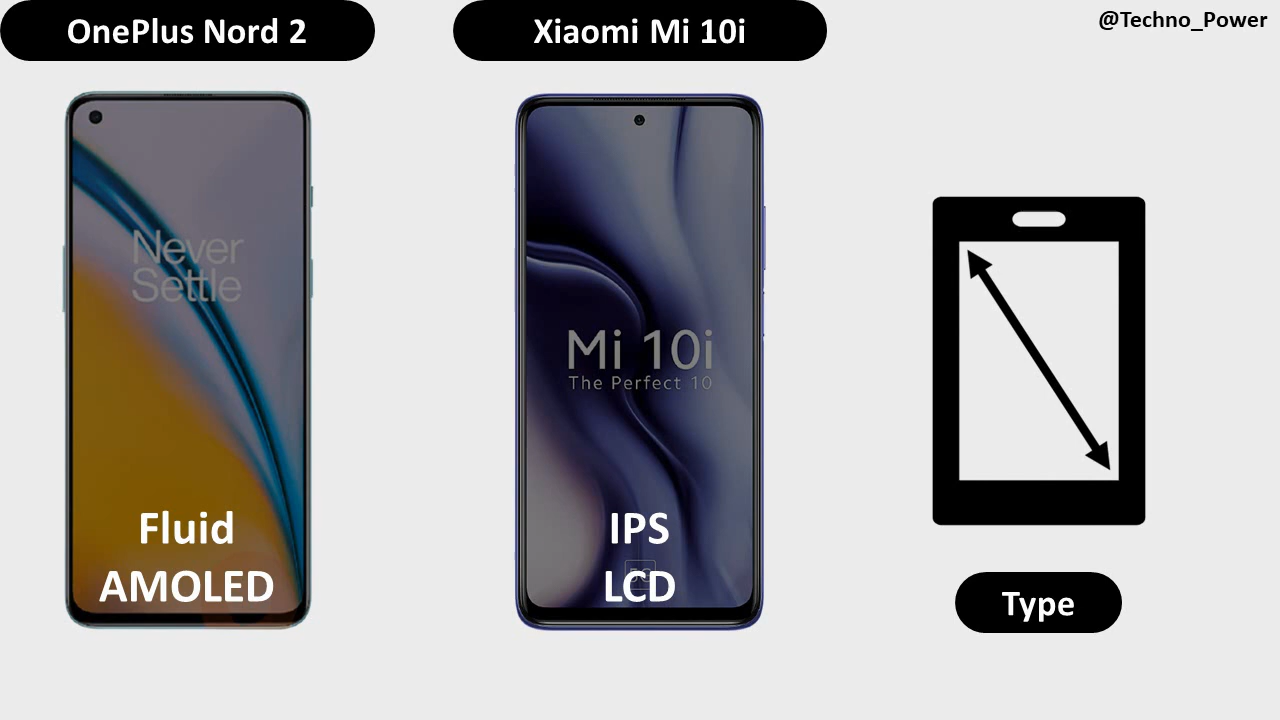 OnePlus Nord 2
Xiaomi Mi 10i
@Techno_Power
Never
Settle
Mi 10i
The Perfect 10
Fluid
AMOLED
IPS
LCD
5G
Type